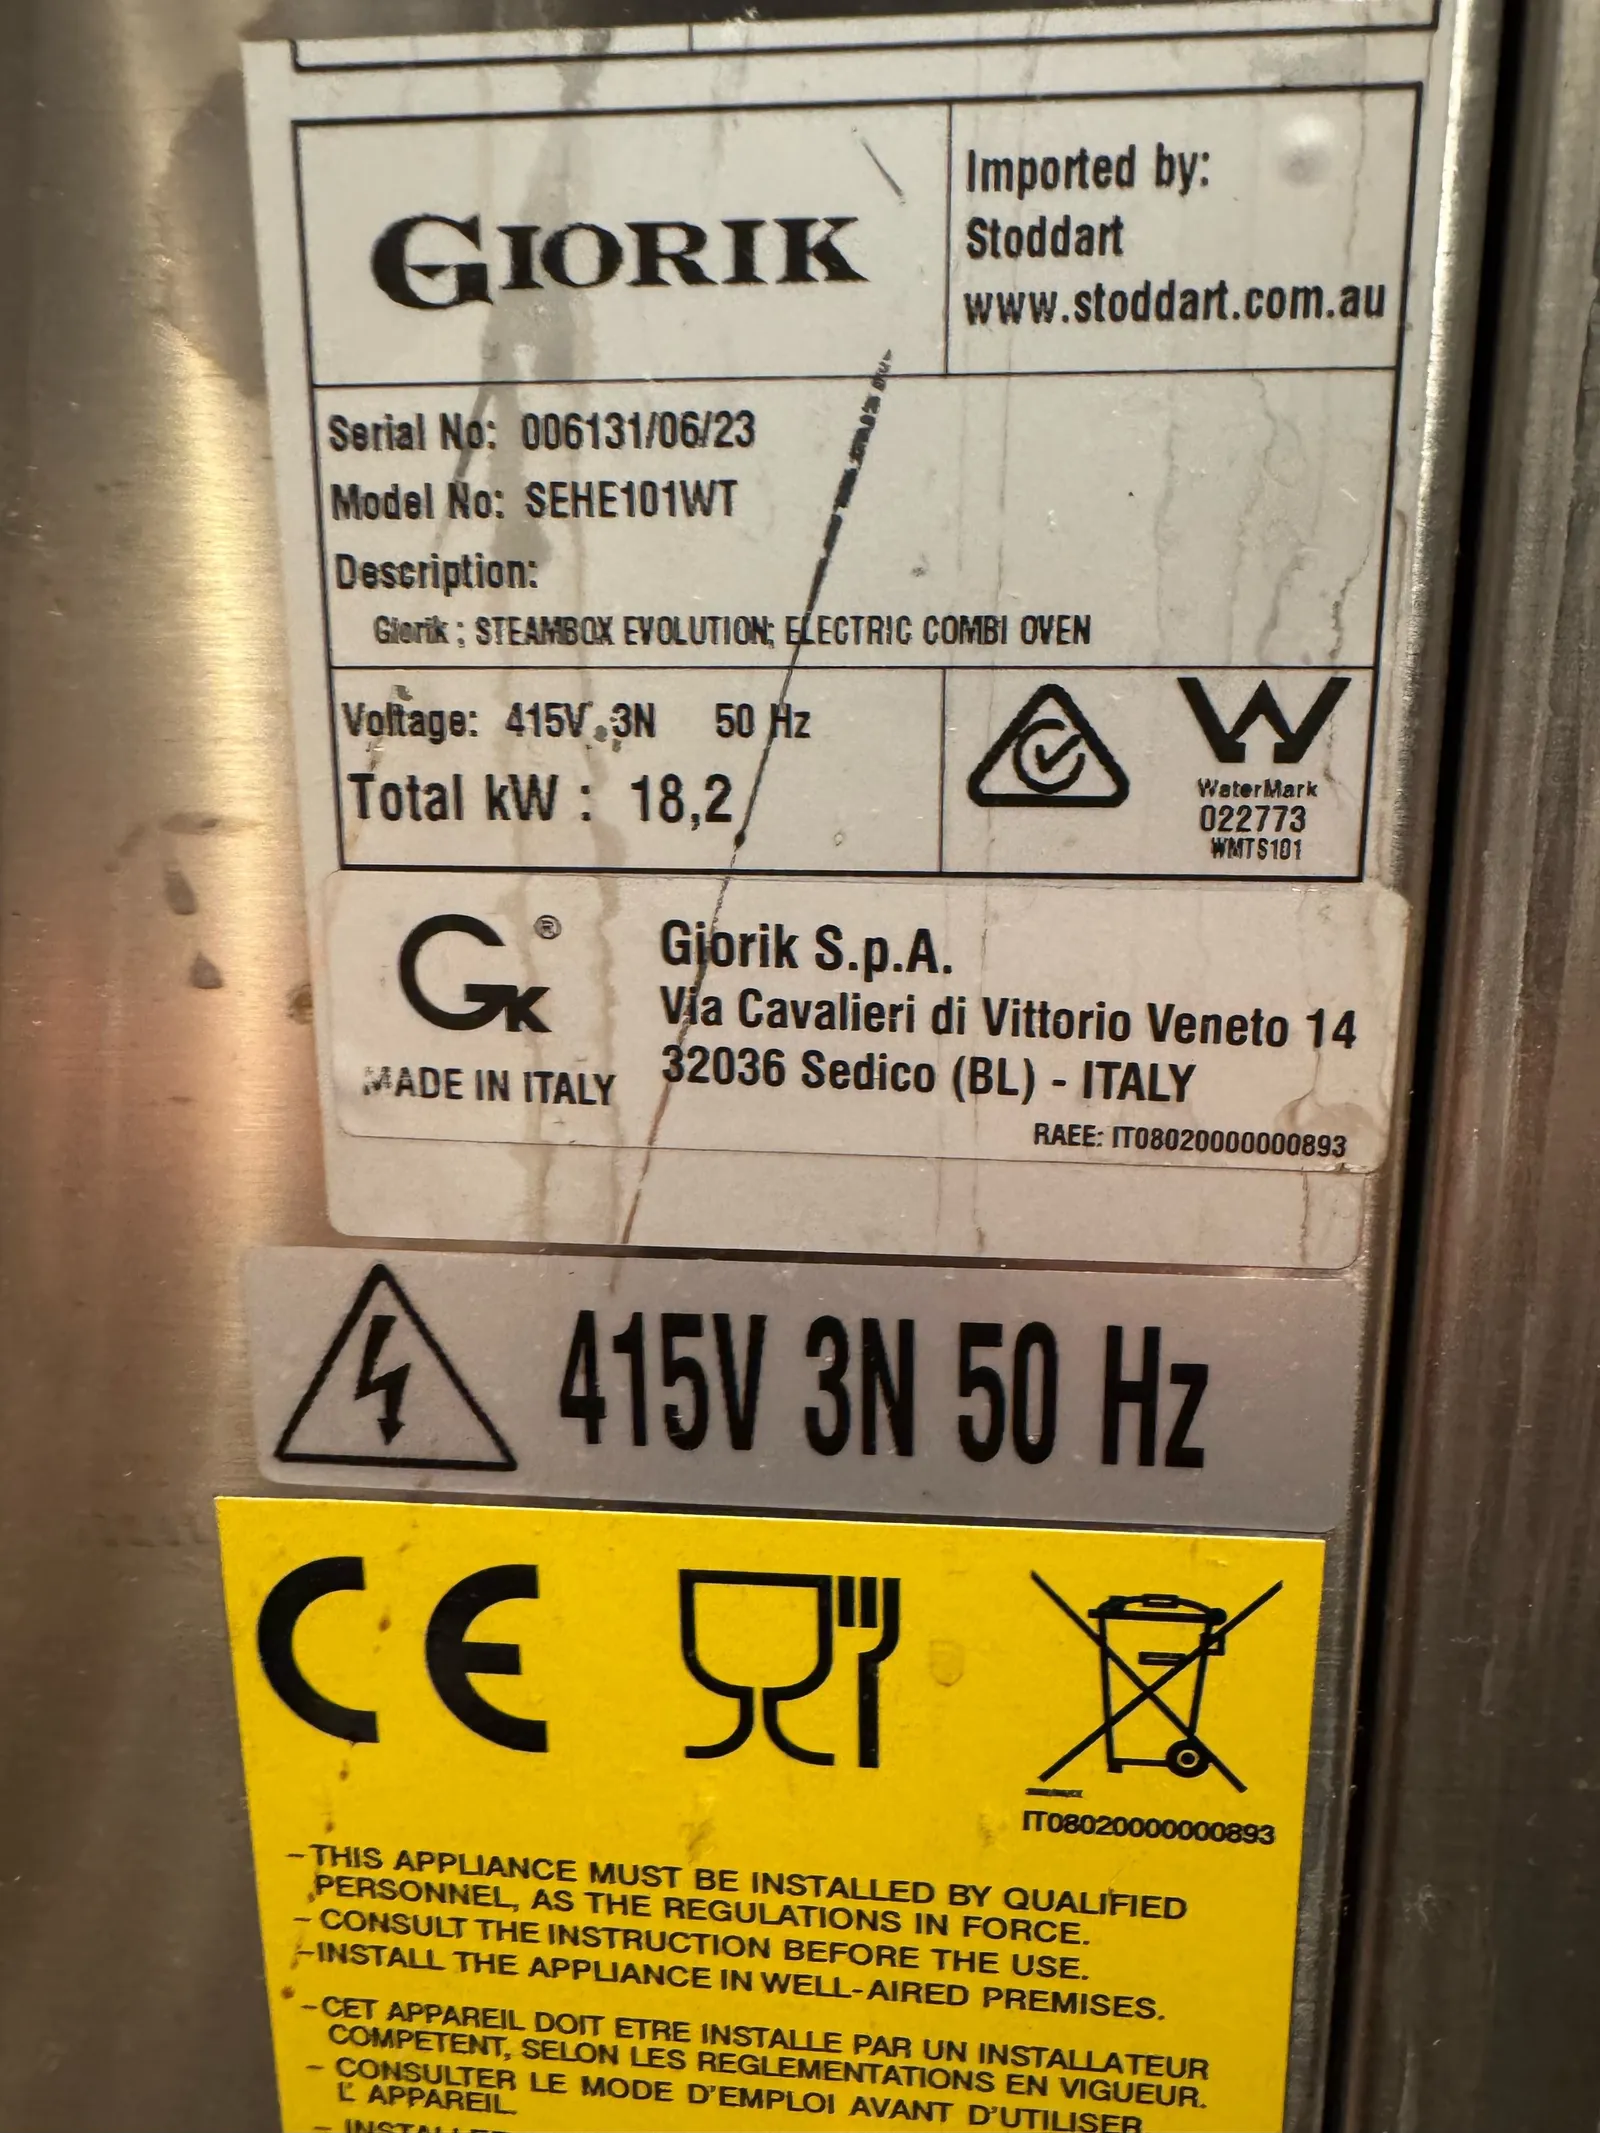 GIORIK
Imported by:
Stoddart
www.stoddart.com.au
Serial No: 006131/06/23
Model No: SEHE101WT
Description:
Giorik ; STEAMBOX EVOLUTION; ELECTRIC COMBI OVEN
Voltage: 415V 3N 50 Hz
Total kW : 18,2
WaterMark
022773
WMTS101
GK ®
MADE IN ITALY
Giorik S.p.A.
Via Cavalieri di Vittorio Veneto 14
32036 Sedico (BL) - ITALY
RAEE: IT08020000000893
415V 3N 50 Hz
CE
IT08020000000893
-THIS APPLIANCE MUST BE INSTALLED BY QUALIFIED
PERSONNEL, AS THE REGULATIONS IN FORCE.
- CONSULT THE INSTRUCTION BEFORE THE USE.
-INSTALL THE APPLIANCE IN WELL-AIRED PREMISES.
-CET APPAREIL DOIT ETRE INSTALLE PAR UN INSTALLATEUR
COMPETENT, SELON LES REGLEMENTATIONS EN VIGUEUR.
- CONSULTER LE MODE D'EMPLOI AVANT D'UTILISER
L' APPAREIL.